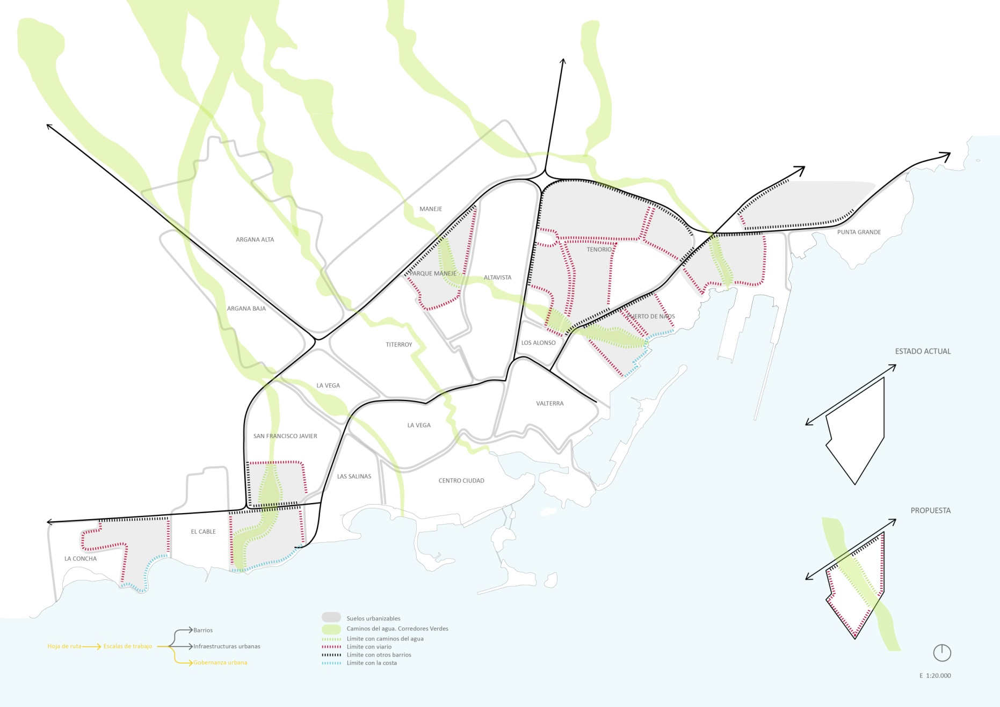 MANEJE
ARGANA ALTA
PUNTA GRANDE
TENORIO
PARQUE MANEJE
ALTAVISTA
ARGANA BAJA
PUERTO DE NAOS
TITERROY
LOS ALONSO
ESTADO ACTUAL
LA VEGA
VALTERRA
LA VEGA
SAN FRANCISCO JAVIER
LAS SALINAS
CENTRO CIUDAD
PROPUESTA
EL CABLE
LA CONCHA
Hoja de ruta
Escalas de trabajo
Barrios
Infraestructuras urbanas
Gobernanza urbana
Suelos urbanizables
Caminos del agua. Corredores Verdes
Límite con caminos del agua
Límite con viario
Límite con otros barrios
Límite con la costa
E 1:20.000